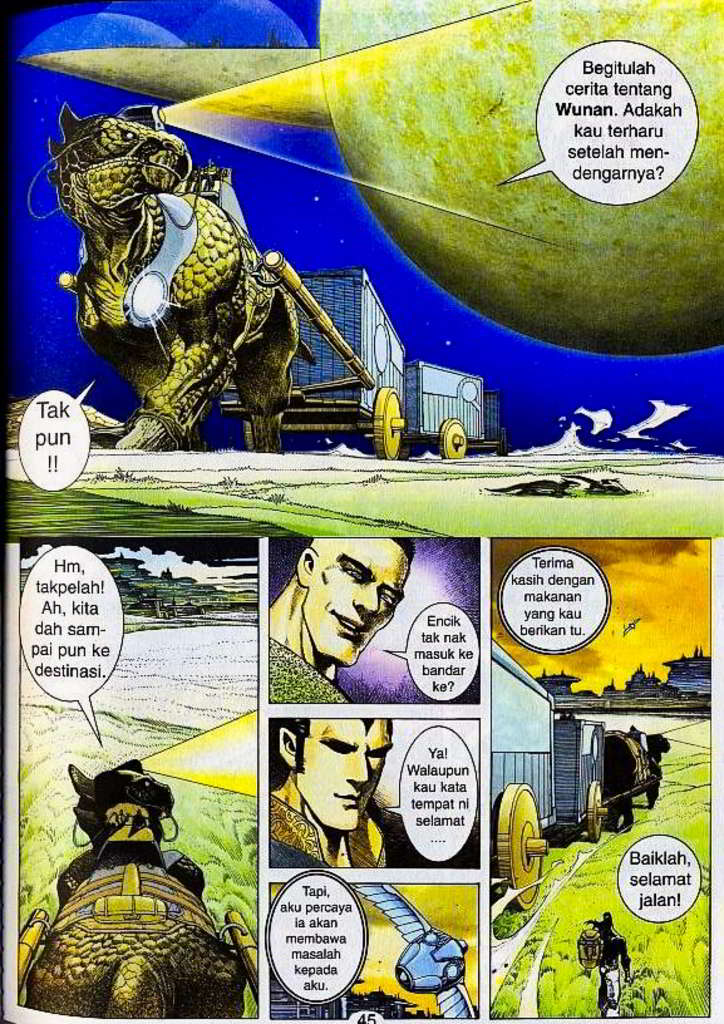 Begitulah
cerita tentang
Wunan. Adakah
kau terharu
setelah men-
dengarnya?
Tak
pun
!!
Hm,
takpelah!
Ah, kita
dah sam-
pai pun ke
destinasi.
Encik
tak nak
masuk ke
bandar
ke?
Ya!
Walaupun
kau kata
tempat ni
selamat
....
Tapi,
aku percaya
ia akan
membawa
masalah
kepada
aku.
Terima
kasih dengan
makanan
yang kau
berikan tu.
Baiklah,
selamat
jalan!
45